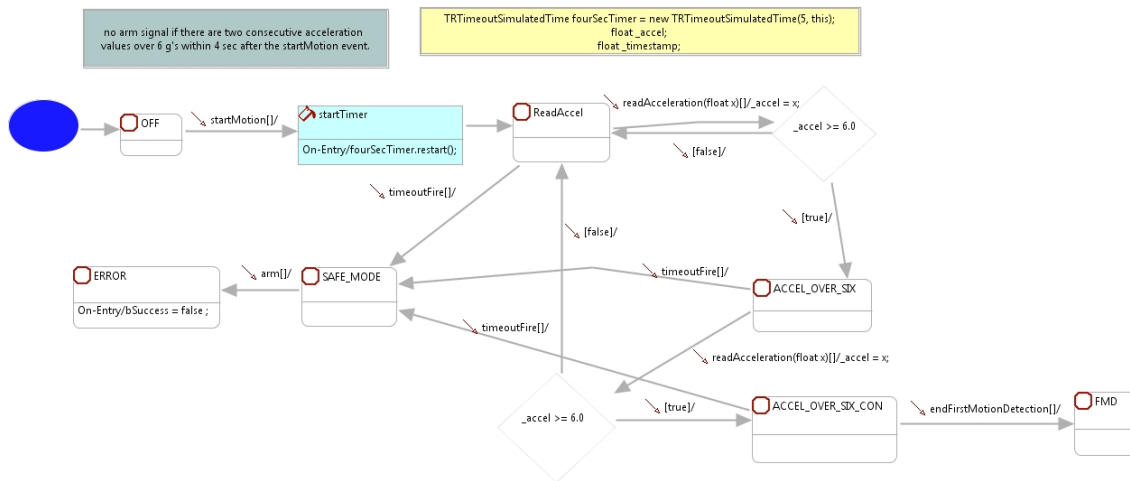 no arm signal if there are two consecutive acceleration
values over 6 g's within 4 sec after the startMotion event.
TRTimeoutSimulatedTime fourSecTimer = new TRTimeoutSimulatedTime(5, this);
float _accel;
float _timestamp;
OFF
startMotion[]/
startTimer
On-Entry/fourSecTimer.restart();
ReadAccel
readAcceleration(float x)[]/_accel = x;
_accel >= 6.0
[false]/
timeoutFire[]/
[true]/
[false]/
ERROR
On-Entry/bSuccess = false ;
arm[]/
SAFE_MODE
timeoutFire[]/
ACCEL_OVER_SIX
timeoutFire[]/
readAcceleration(float x)[]/_accel = x;
_accel >= 6.0
[true]/
ACCEL_OVER_SIX_CON
endFirstMotionDetection[]/
FMD